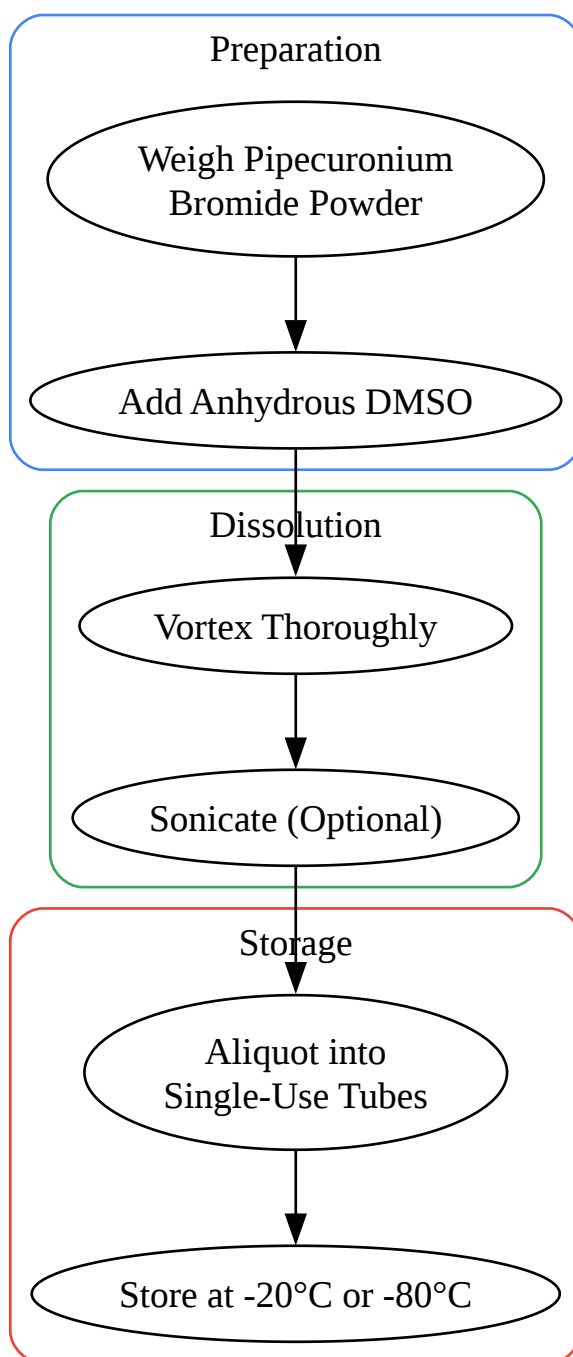 Preparation
Weigh Pipecuronium
Bromide Powder
Add Anhydrous DMSO
Dissolution
Vortex Thoroughly
Sonicate (Optional)
Storage
Aliquot into
Single-Use Tubes
Store at -20°C or -80°C